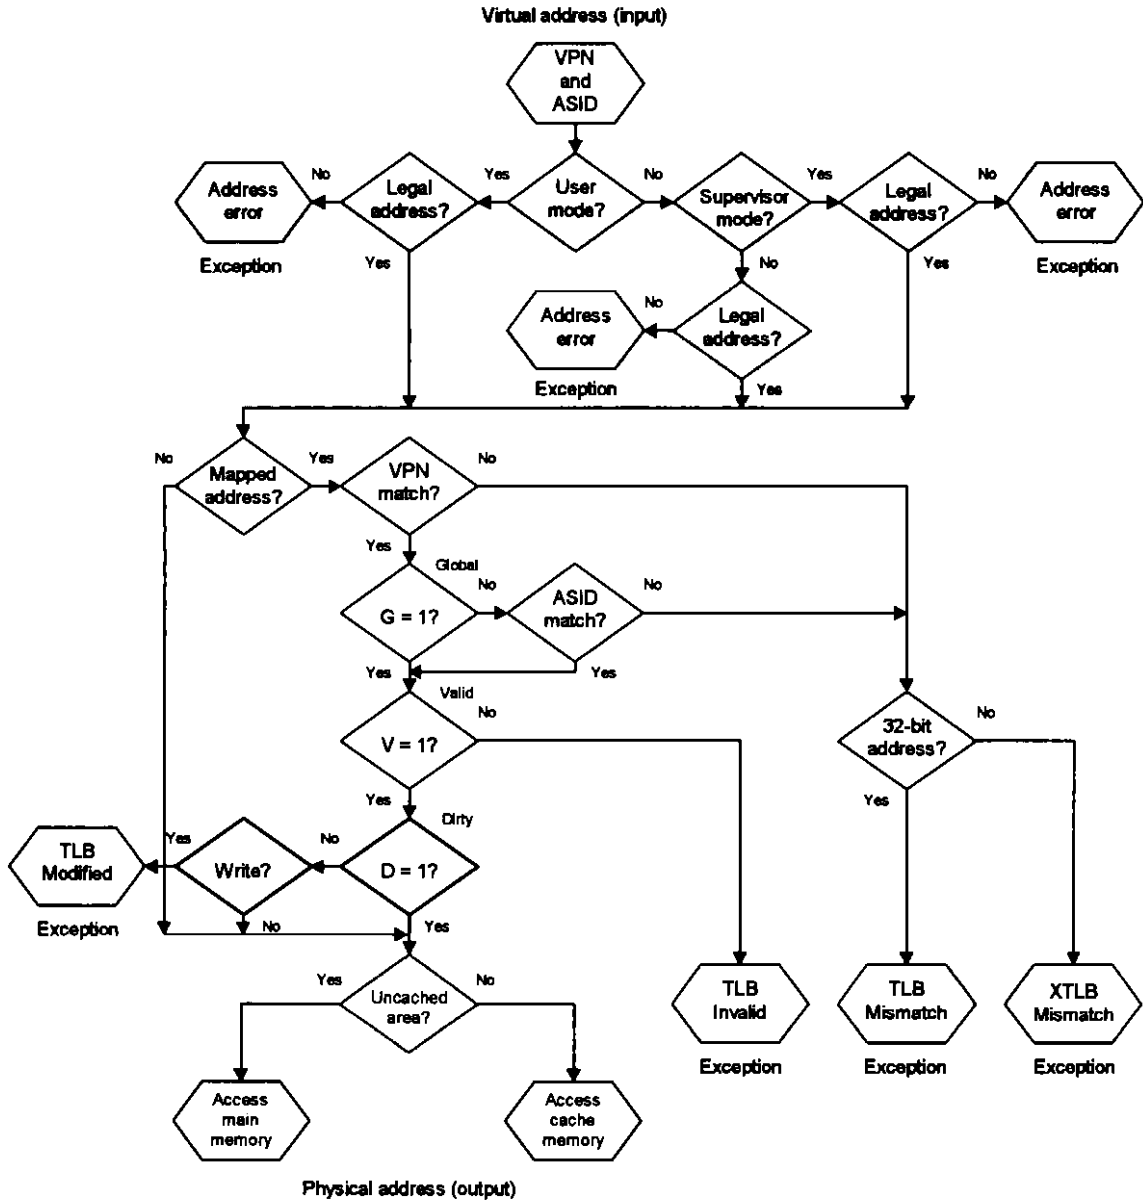 Virtual address (input)
VPN
and
ASID
No
Yes
No
Yes
No
Address
error
Legal
address?
User
mode?
Supervisor
mode?
Legal
address?
Address
error
Exception
Yes
No
Yes
Exception
Address
error
No
Legal
address?
Exception
Yes
No
Mapped
address?
Yes
VPN
match?
No
Yes
Global
G = 1?
No
ASID
match?
No
Yes
Yes
Valid
V = 1?
No
32-bit
address?
No
Yes
Dirty
Yes
TLB
Modified
Yes
Write?
No
D = 1?
Exception
No
Yes
Yes
Uncached
area?
No
TLB
Invalid
TLB
Mismatch
XTLB
Mismatch
Exception
Exception
Exception
Access
main
memory
Access
cache
memory
Physical address (output)